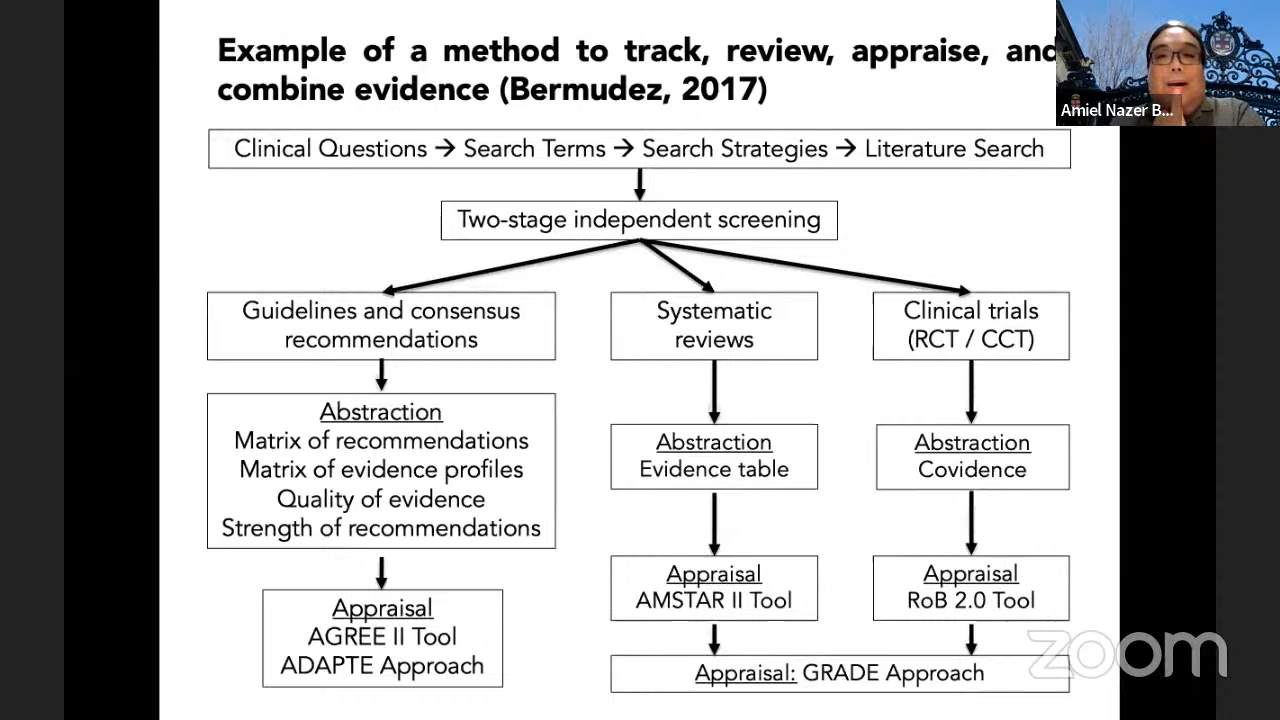 Example of a method to track, review, appraise, and
combine evidence (Bermudez, 2017)
Amiel Nazer B...
Clinical Questions → Search Terms → Search Strategies → Literature Search
Two-stage independent screening
Guidelines and consensus
recommendations
Systematic
reviews
Clinical trials
(RCT / CCT)
Abstraction
Matrix of recommendations
Matrix of evidence profiles
Quality of evidence
Strength of recommendations
Abstraction
Evidence table
Abstraction
Covidence
Appraisal
AGREE II Tool
ADAPTE Approach
Appraisal
AMSTAR II Tool
Appraisal
RoB 2.0 Tool
Appraisal: GRADE Approach
zoom